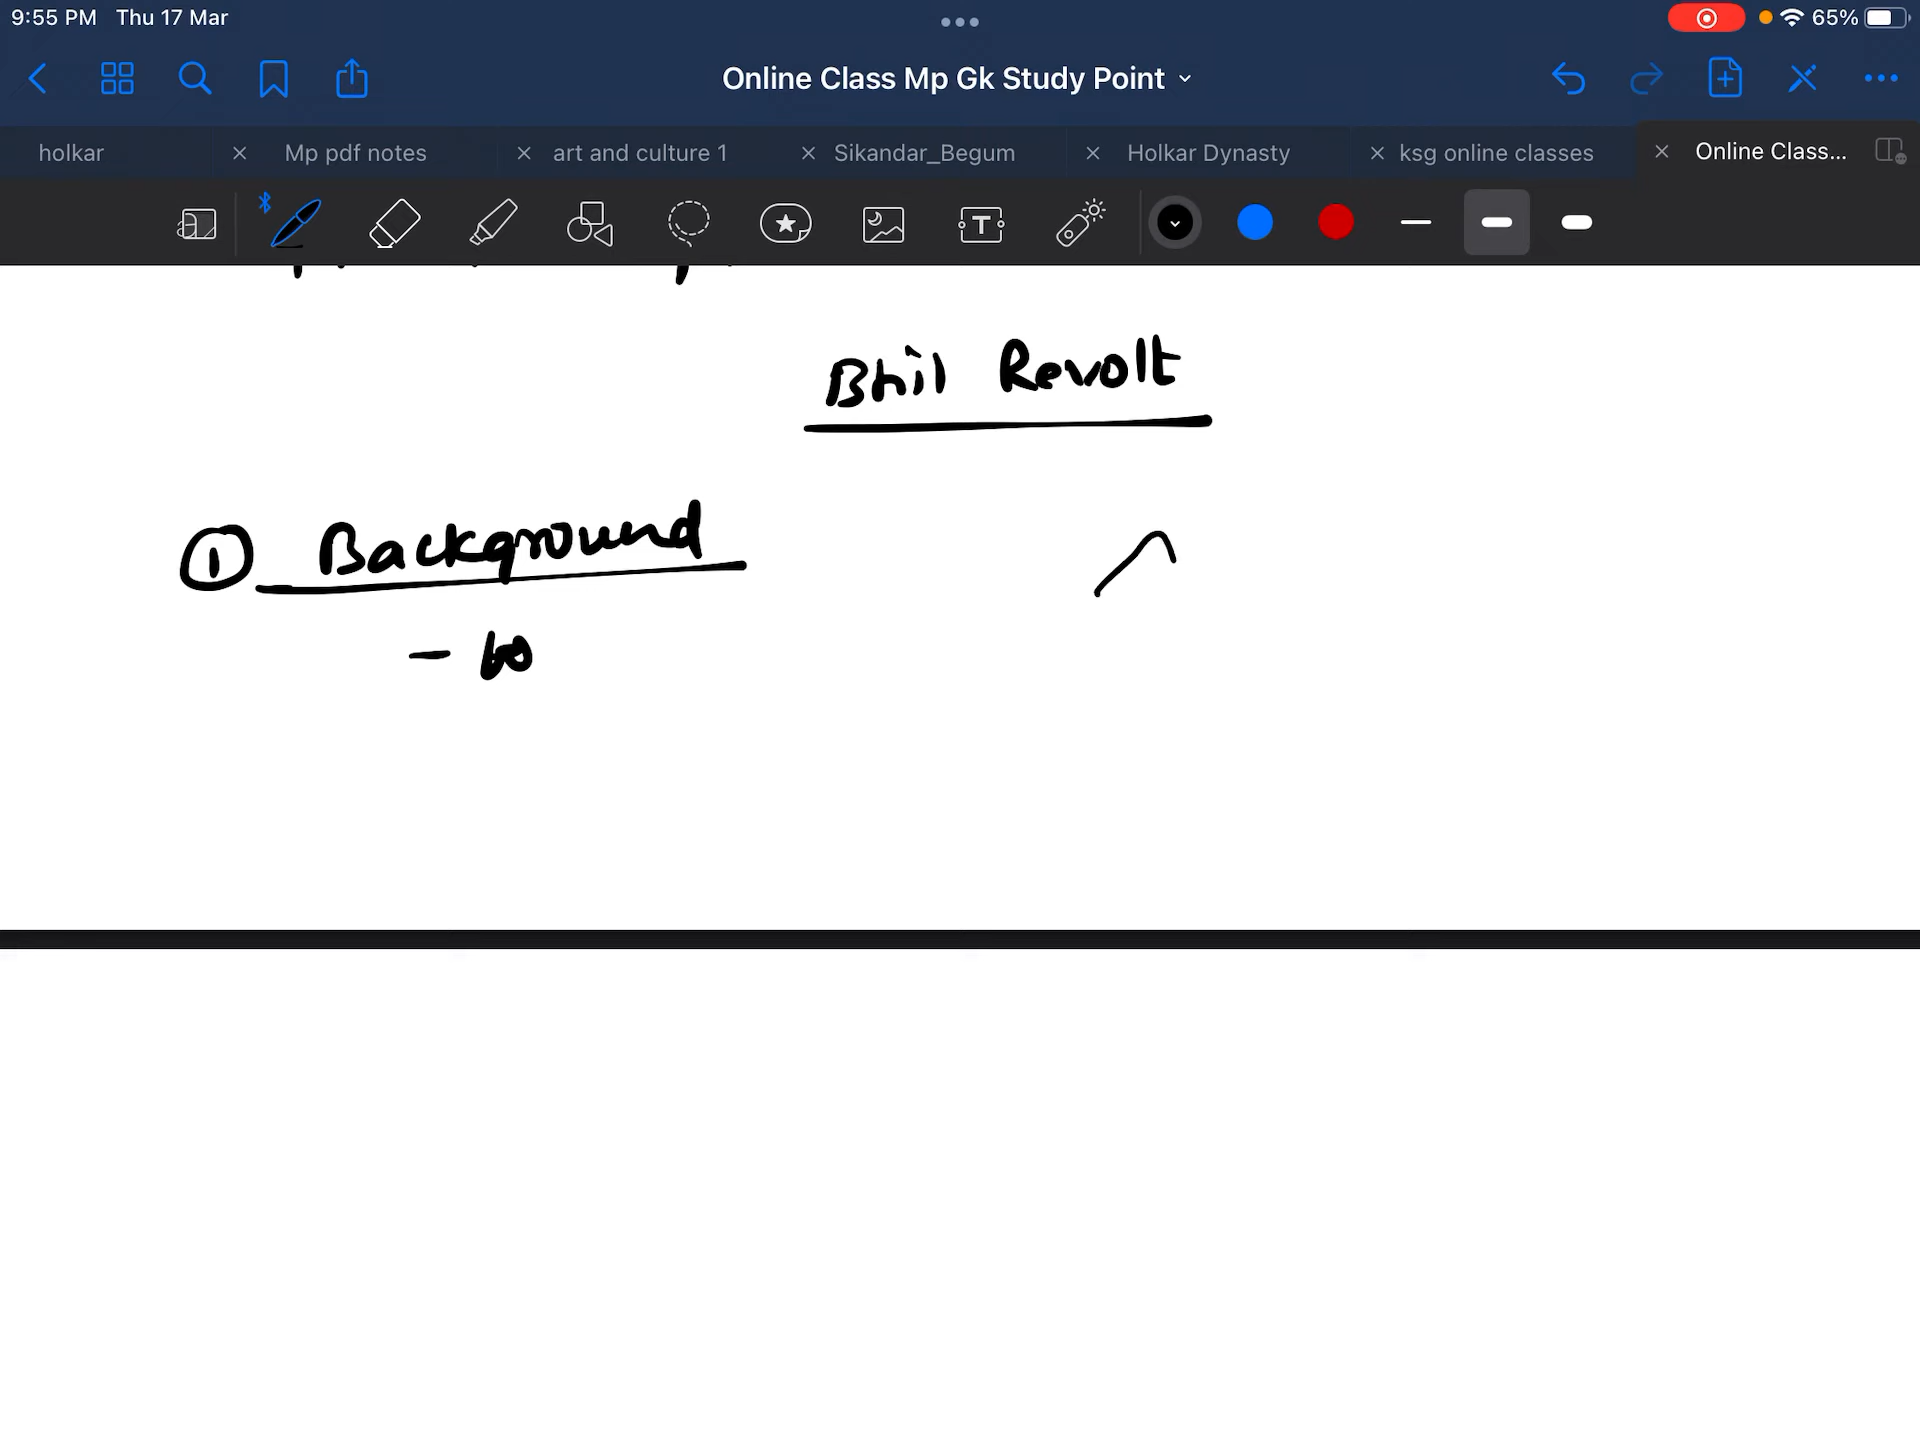 9:55 PM Thu 17 Mar 65%
Online Class Mp Gk Study Point
holkar Mp pdf notes art and culture 1 Sikandar_Begum Holkar Dynasty ksg online classes Online Class...
T
Bhil Revolt
① Background